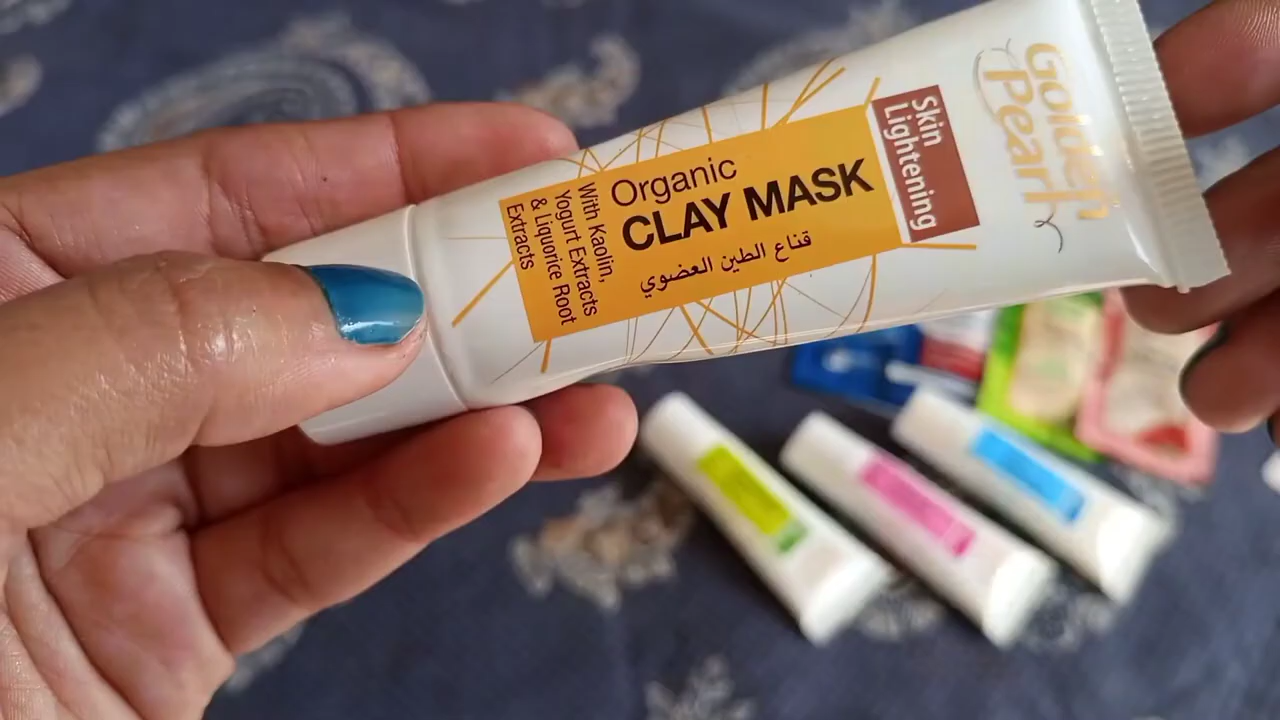 Golden
Pearl
Skin
Lightening
Organic
CLAY MASK
قناع الطين العضوي
With Kaolin,
Yogurt Extracts
& Liquorice Root
Extracts